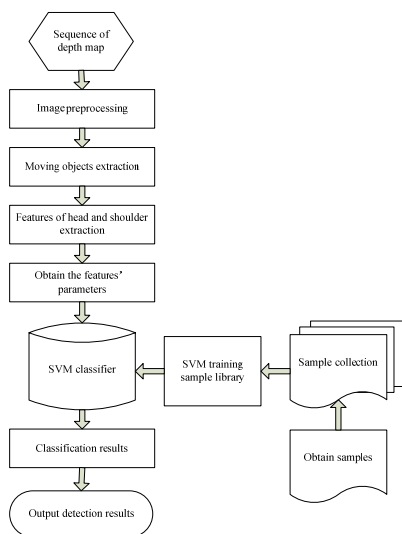 Sequence of
depth map
Image preprocessing
Moving objects extraction
Features of head and shoulder
extraction
Obtain the features'
parameters
SVM classifier
SVM training
sample library
Sample collection
Obtain samples
Classification results
Output detection results